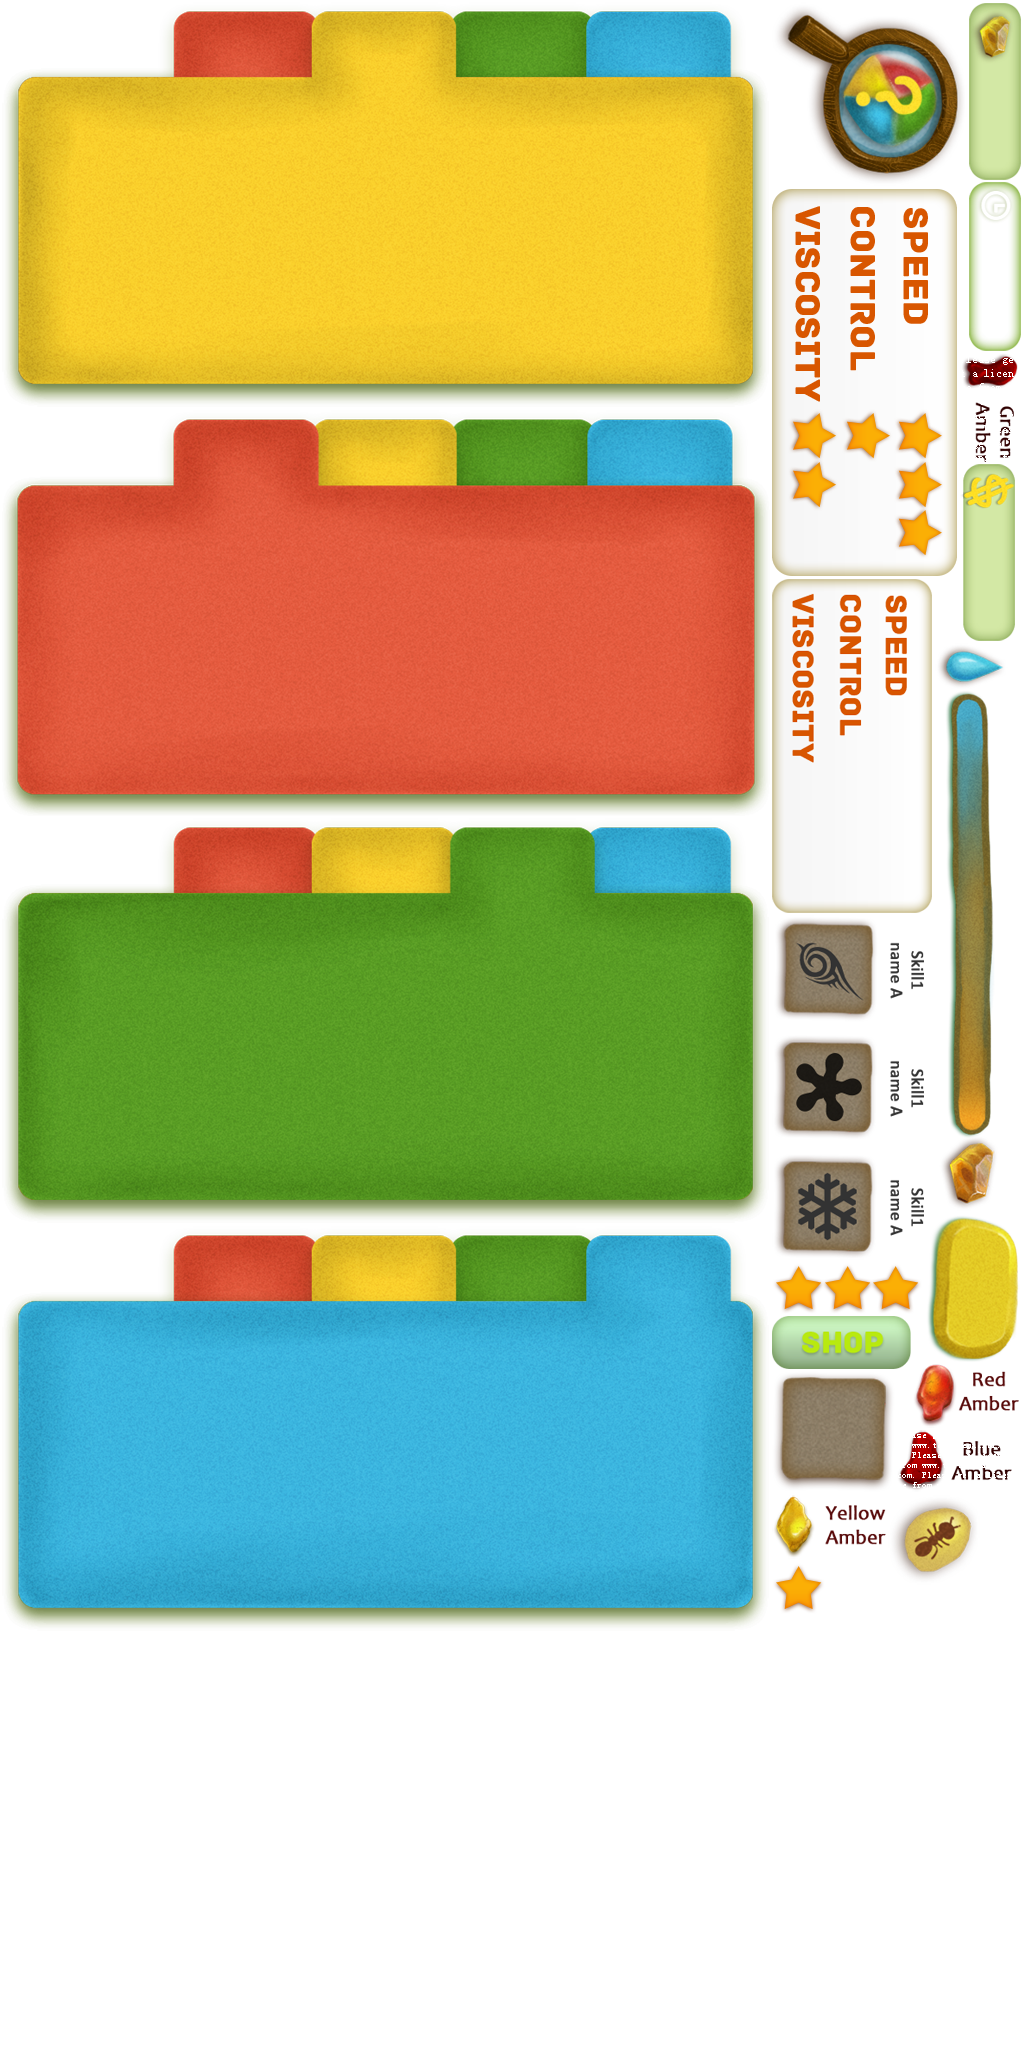 SPEED
CONTROL
VISCOSITY
Green
Amber
$
SPEED
CONTROL
VISCOSITY
Skill1
name A
Skill1
name A
Skill1
name A
SHOP
Red
Amber
Blue
Amber
Yellow
Amber
?
a licen